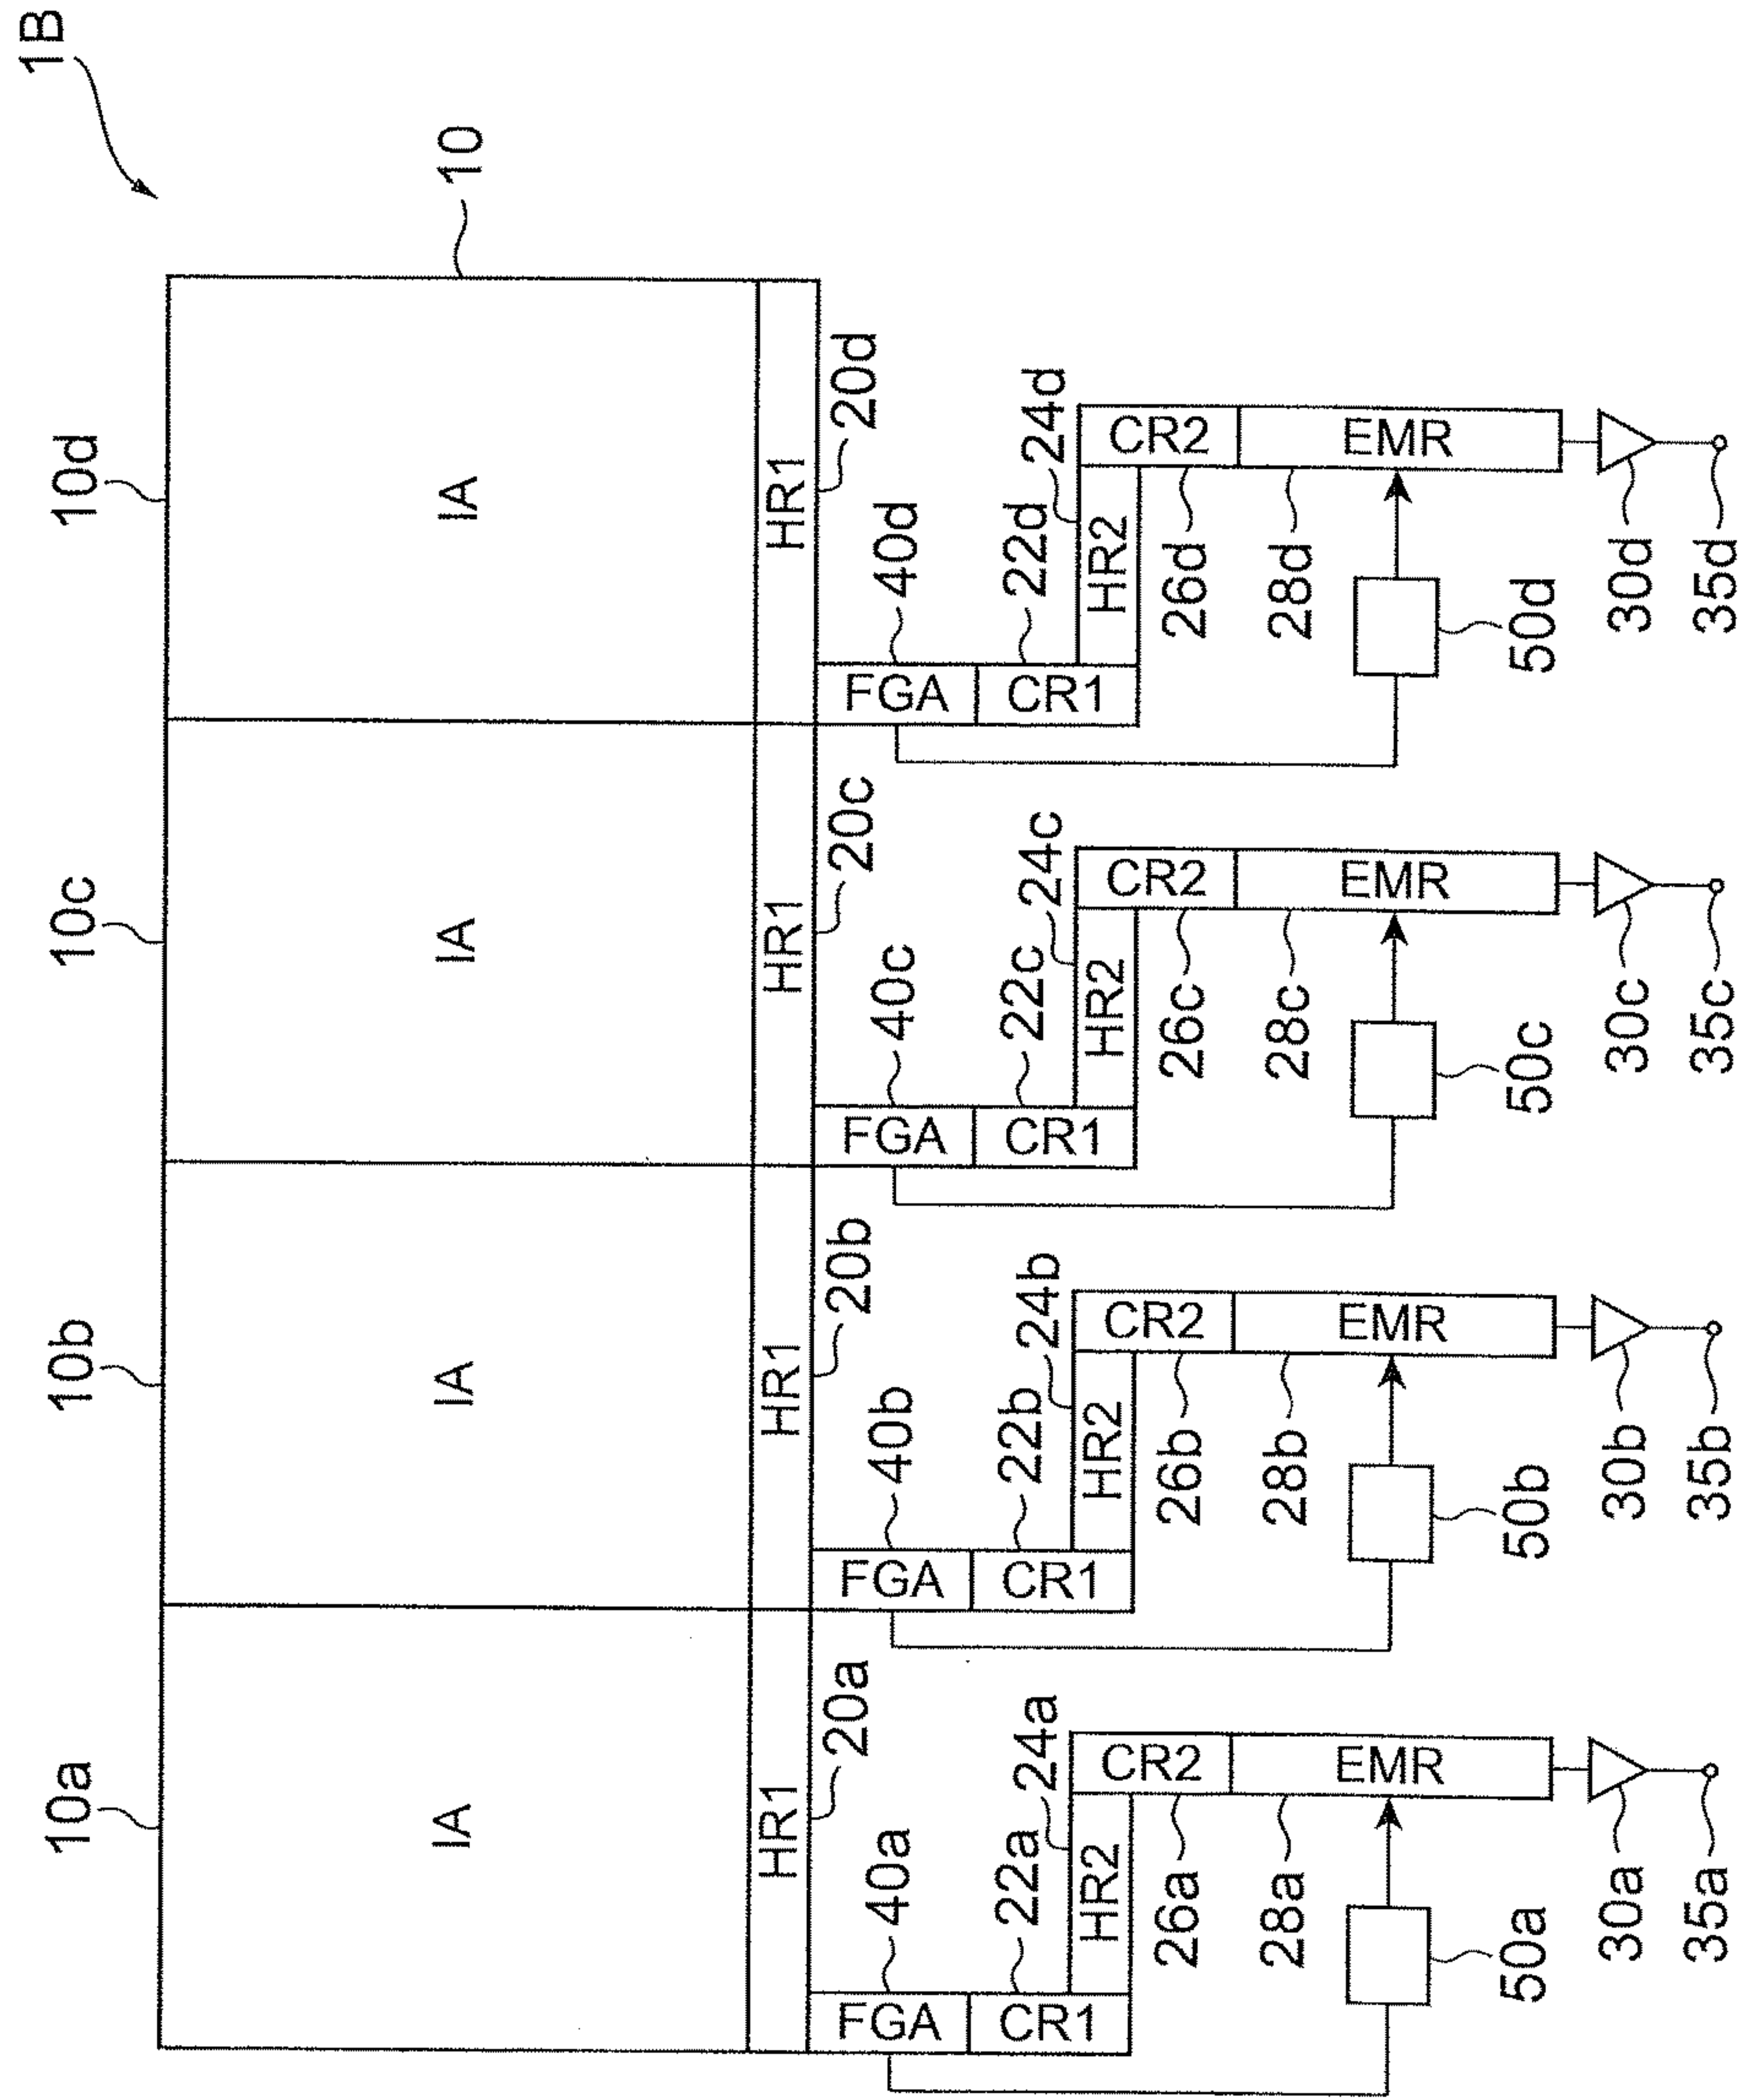 1B
10
10a
10b
10c
10d
IA
IA
IA
IA
HR1
HR1
HR1
HR1
20a
20b
20c
20d
40a
40b
40c
40d
FGA
FGA
FGA
FGA
22a
22b
22c
22d
CR1
CR1
CR1
CR1
24a
24b
24c
24d
HR2
HR2
HR2
HR2
CR2
CR2
CR2
CR2
26a
26b
26c
26d
28a
28b
28c
28d
EMR
EMR
EMR
EMR
50a
50b
50c
50d
30a
30b
30c
30d
35a
35b
35c
35d